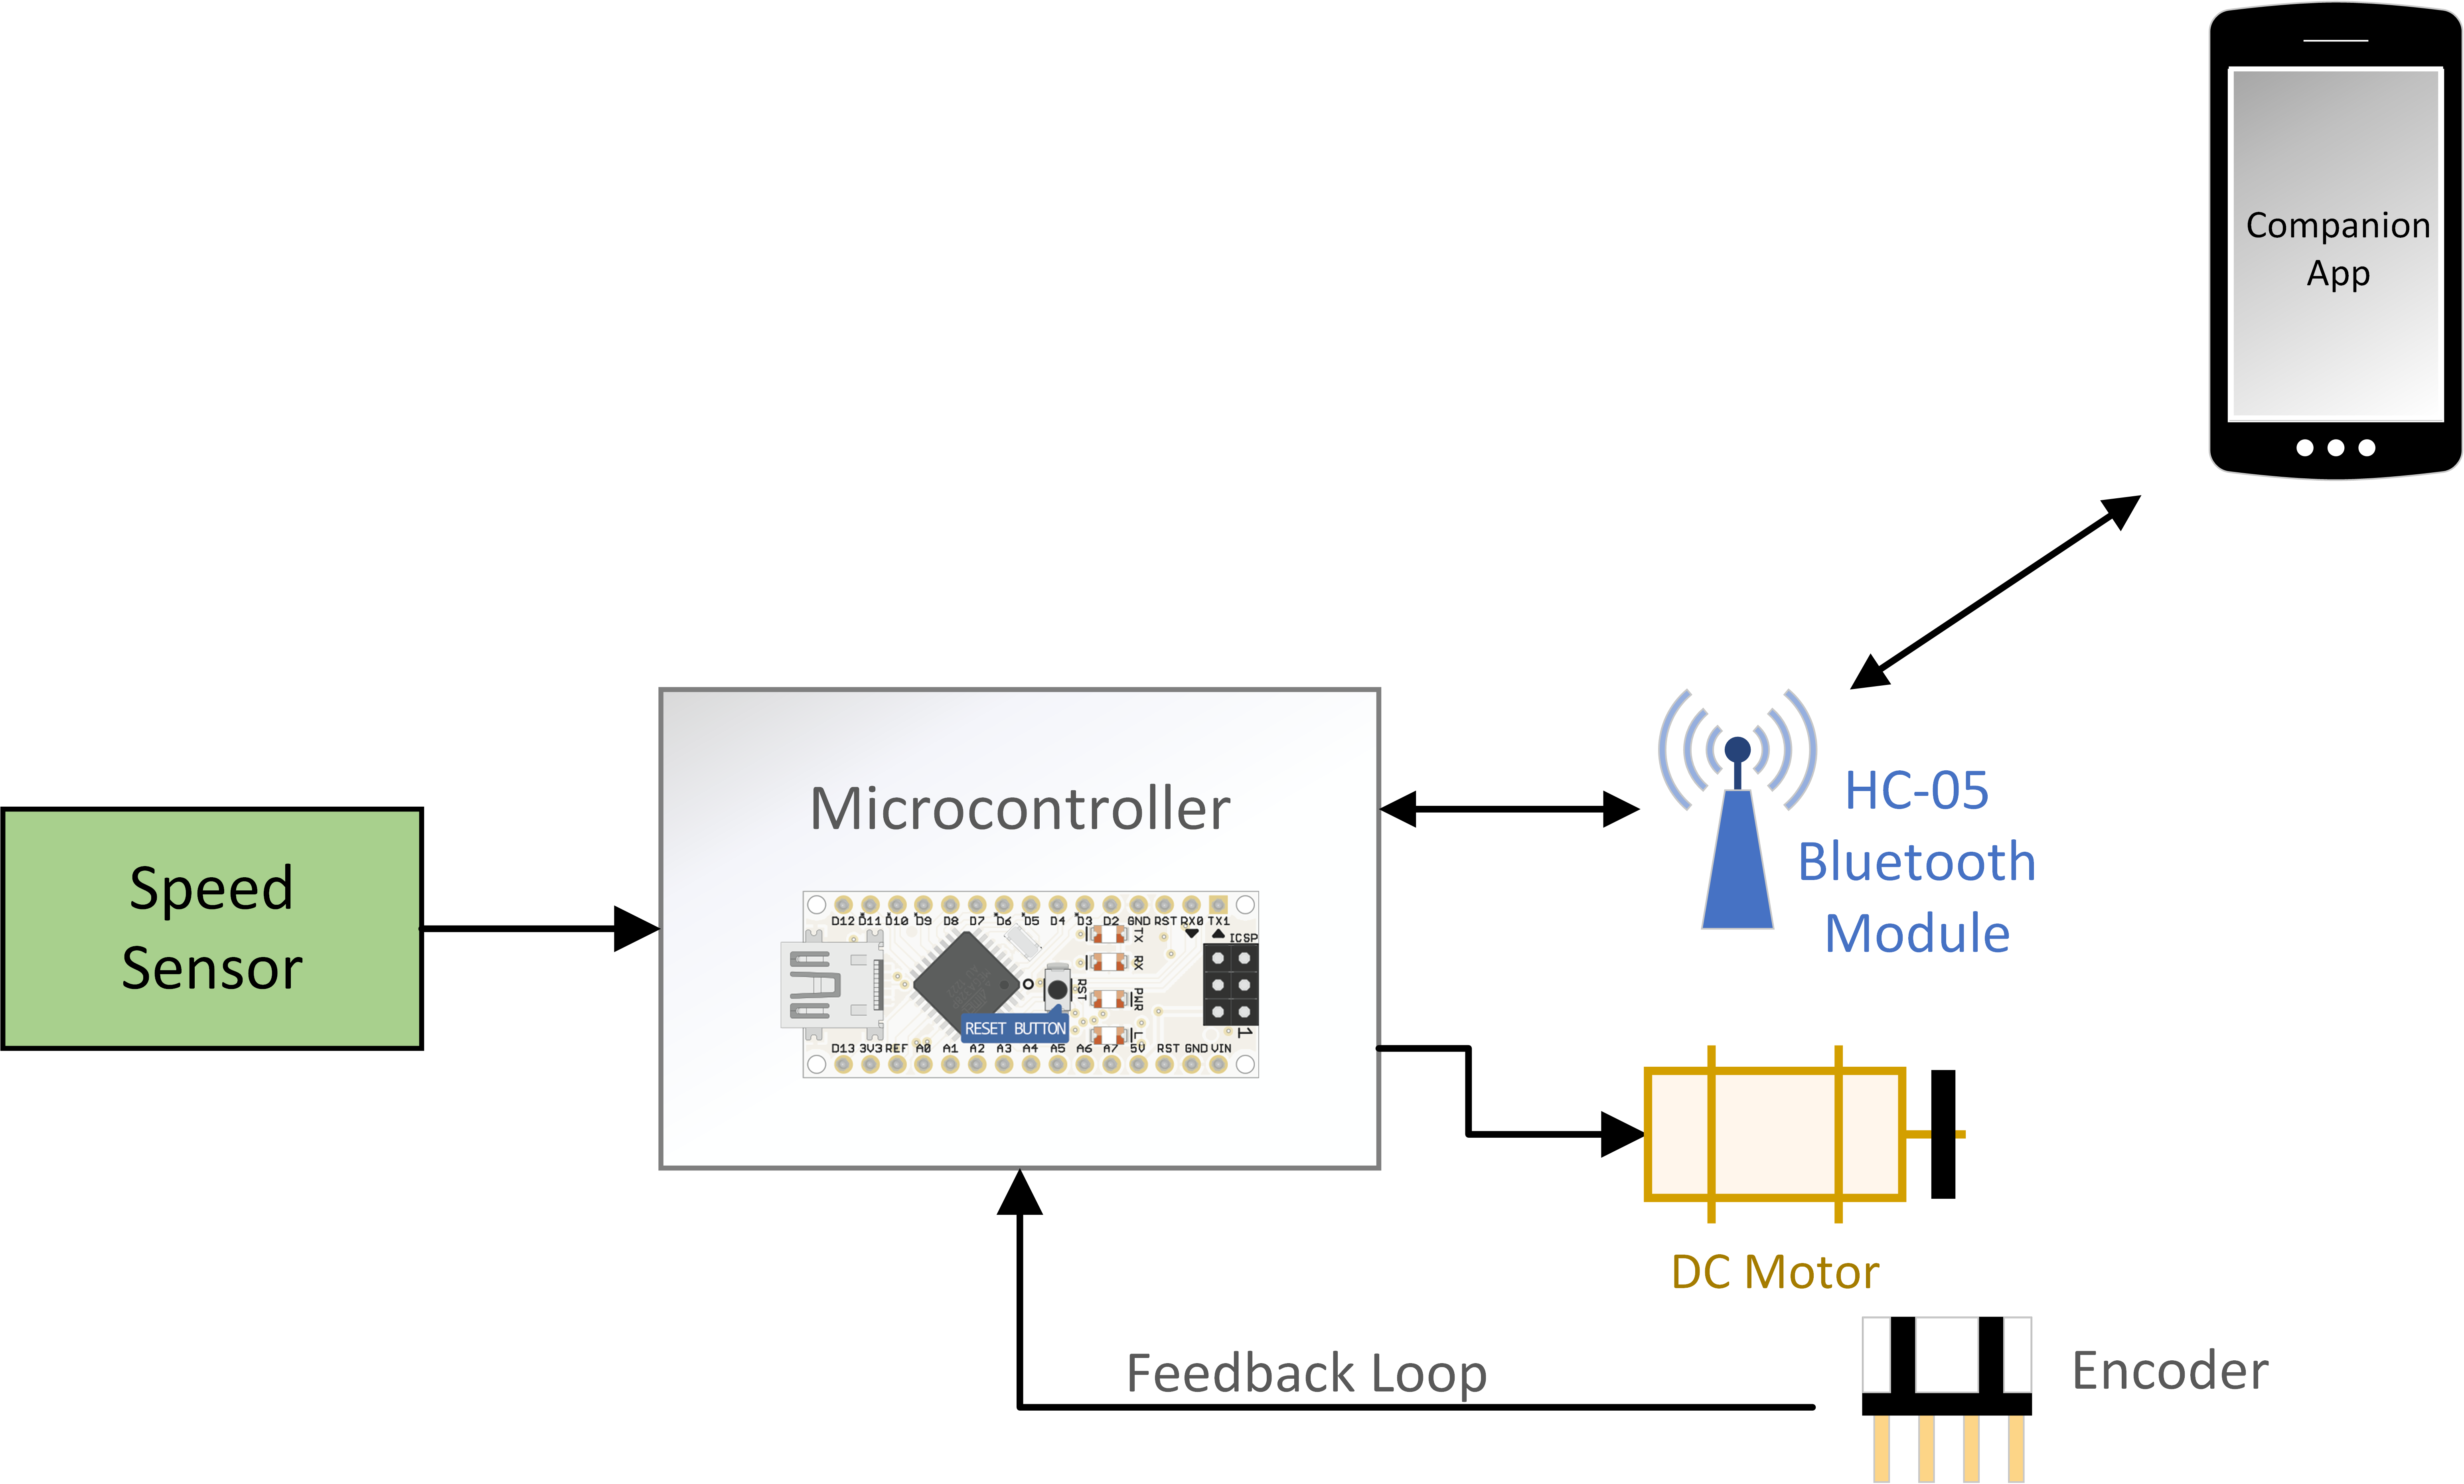 Companion
App
Microcontroller
HC-05
Bluetooth
Module
Speed
Sensor
D12 D11 D10 D9 D8 D7 D6 D5 D4 D3 D2 GND RST RX0 TX1
TX
ICSP
RX
RST
PWR
RESET BUTTON
L
1
D13 3V3 REF A0 A1 A2 A3 A4 A5 A6 A7 5V RST GND VIN
DC Motor
Feedback Loop
Encoder